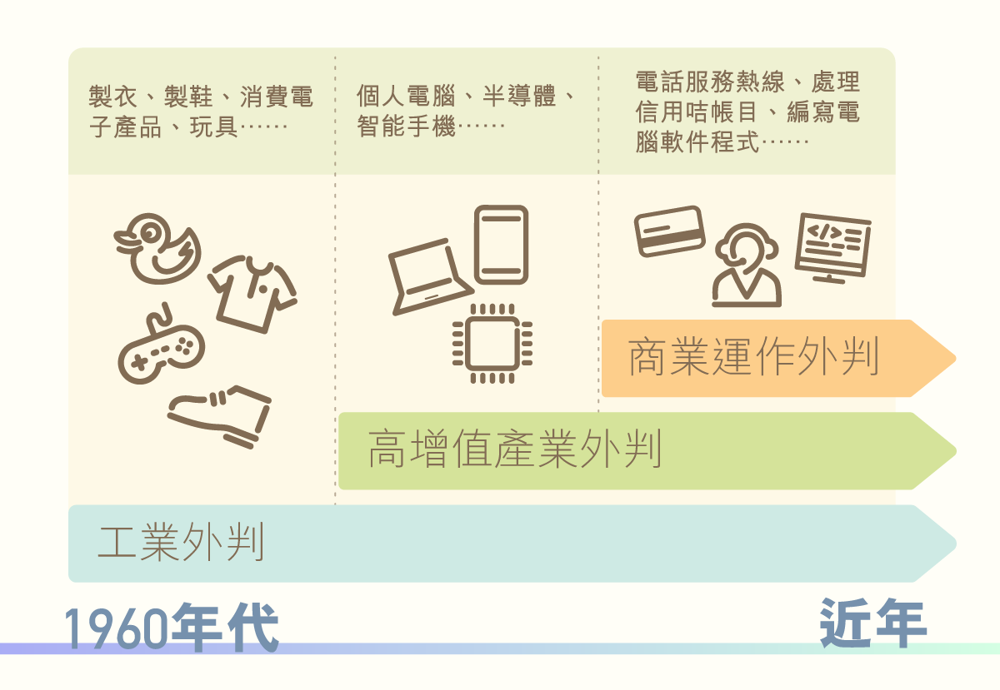 製衣、製鞋、消費電
子產品、玩具……
個人電腦、半導體、
智能手機……
電話服務熱線、處理
信用咭帳目、編寫電
腦軟件程式……
</>
商業運作外判
高增值產業外判
工業外判
1960年代
近年